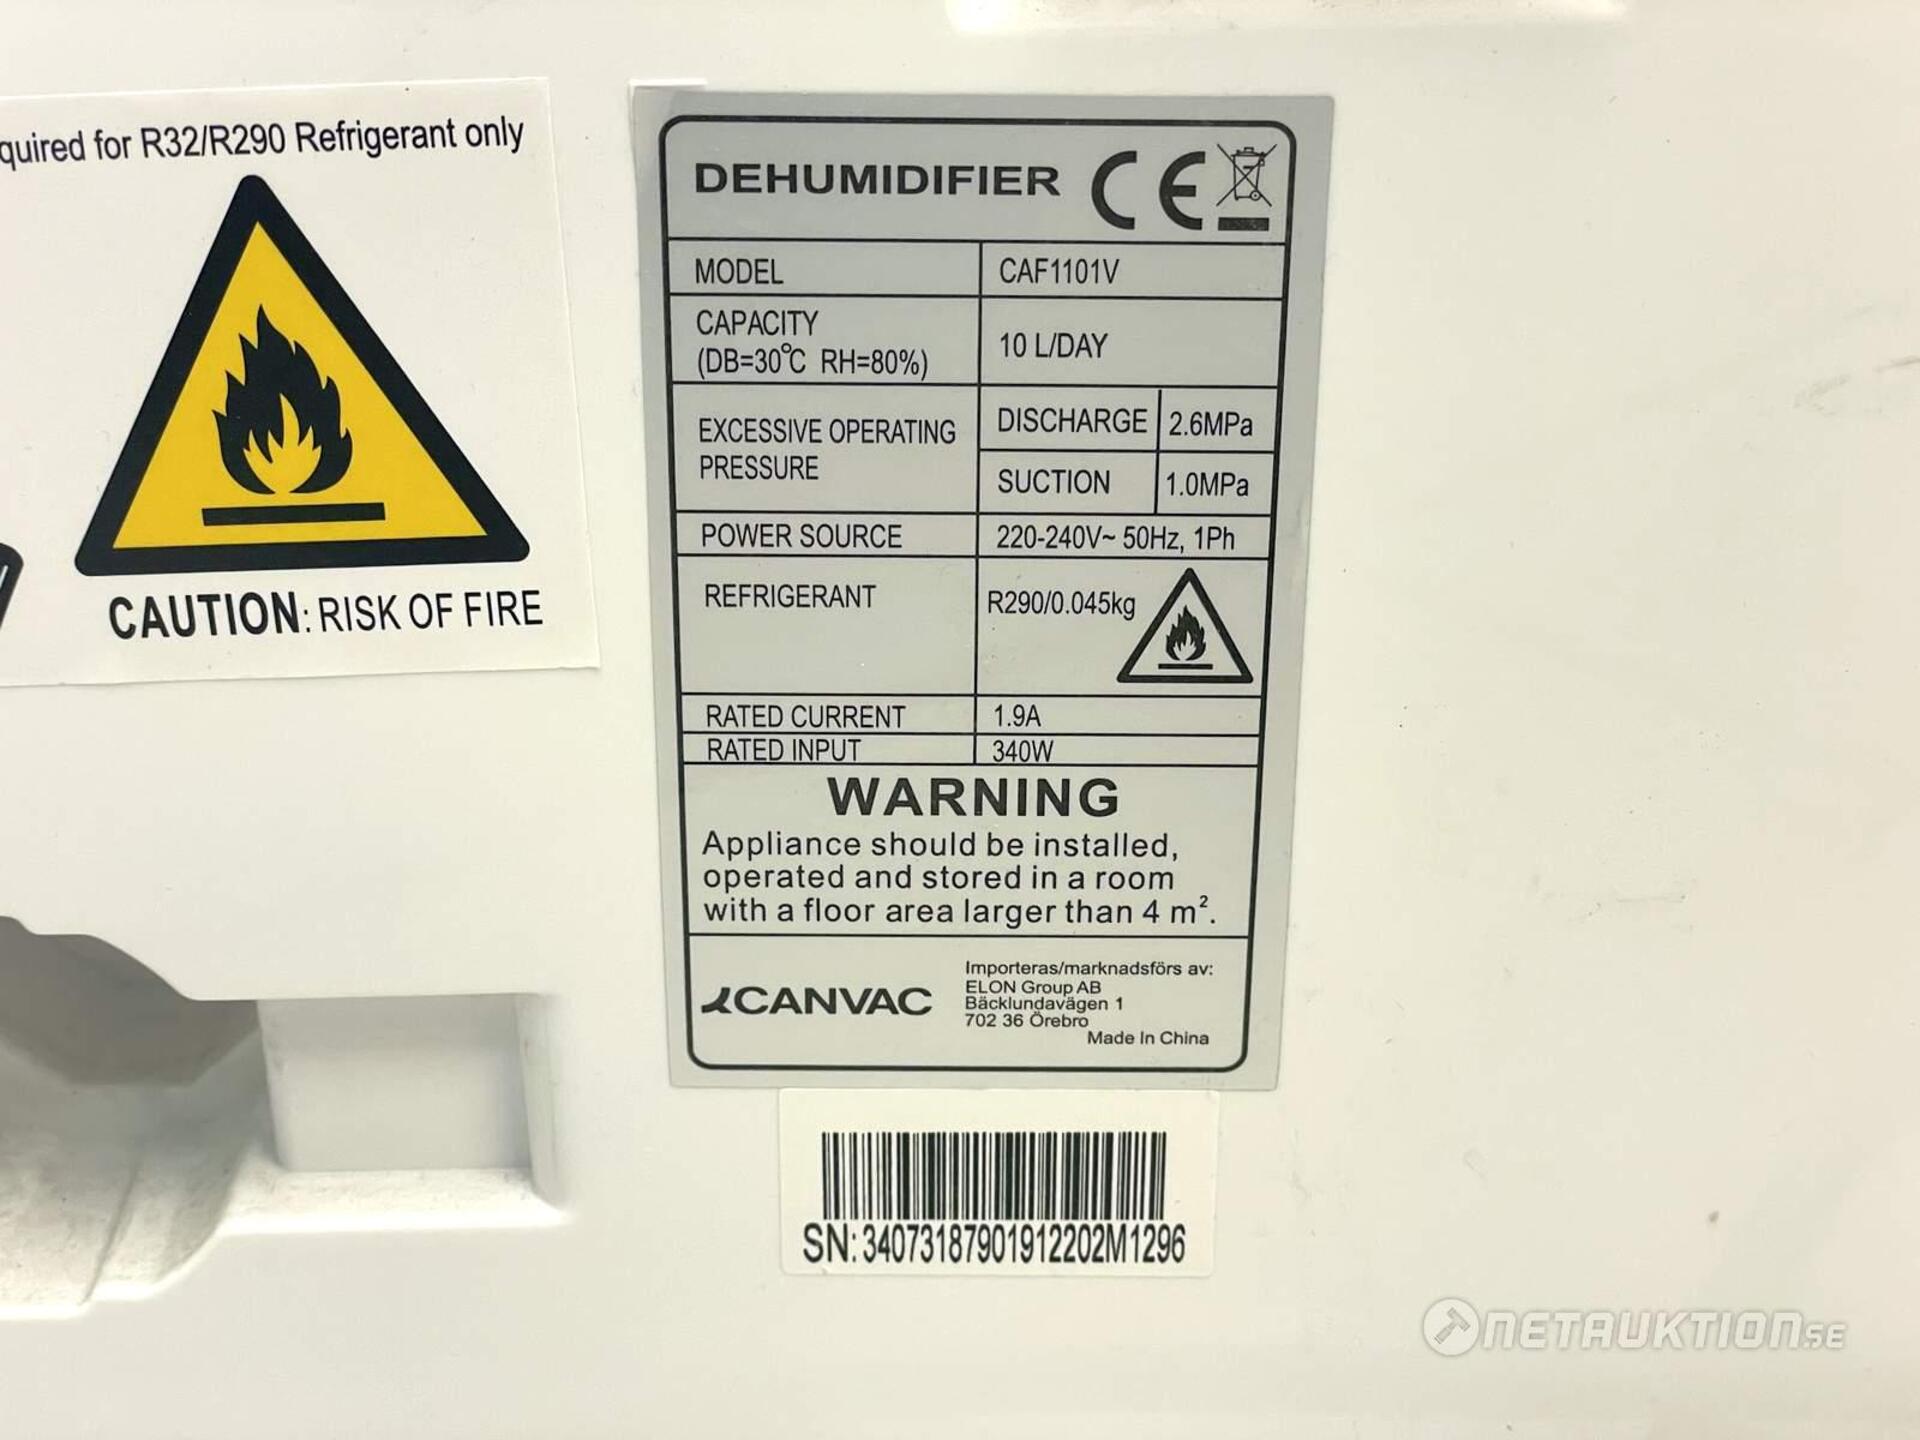 quired for R32/R290 Refrigerant only
CAUTION: RISK OF FIRE
DEHUMIDIFIER CE
MODEL CAF1101V
CAPACITY
(DB=30℃ RH=80%) 10 L/DAY
EXCESSIVE OPERATING
PRESSURE
DISCHARGE 2.6MPa
SUCTION 1.0MPa
POWER SOURCE 220-240V~ 50Hz, 1Ph
REFRIGERANT R290/0.045kg
RATED CURRENT 1.9A
RATED INPUT 340W
WARNING
Appliance should be installed,
operated and stored in a room
with a floor area larger than 4 m².
CANVAC
Importeras/marknadsförs av:
ELON Group AB
Bäcklundavägen 1
702 36 Örebro
Made In China
SN: 34073187901912202M1296
NETAUKTION.SE